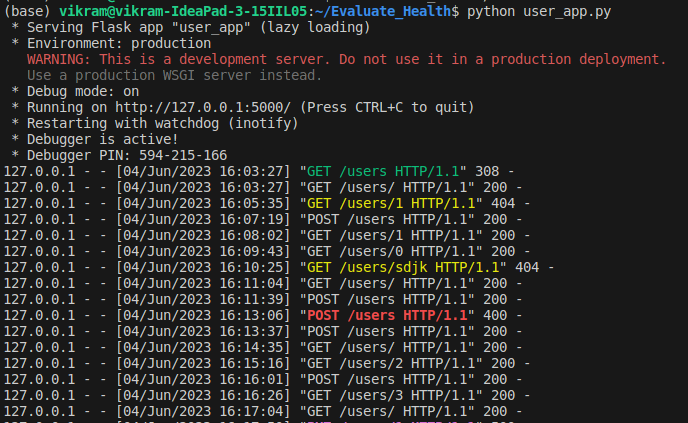 (base) vikram@vikram-IdeaPad-3-15IIL05:~/Evaluate_Health$ python user_app.py
* Serving Flask app "user_app" (lazy loading)
* Environment: production
WARNING: This is a development server. Do not use it in a production deployment.
Use a production WSGI server instead.
* Debug mode: on
* Running on http://127.0.0.1:5000/ (Press CTRL+C to quit)
* Restarting with watchdog (inotify)
* Debugger is active!
* Debugger PIN: 594-215-166
127.0.0.1 - - [04/Jun/2023 16:03:27] "GET /users HTTP/1.1" 308 -
127.0.0.1 - - [04/Jun/2023 16:03:27] "GET /users/ HTTP/1.1" 200 -
127.0.0.1 - - [04/Jun/2023 16:05:35] "GET /users/1 HTTP/1.1" 404 -
127.0.0.1 - - [04/Jun/2023 16:07:19] "POST /users HTTP/1.1" 200 -
127.0.0.1 - - [04/Jun/2023 16:08:02] "GET /users/1 HTTP/1.1" 200 -
127.0.0.1 - - [04/Jun/2023 16:09:43] "GET /users/0 HTTP/1.1" 200 -
127.0.0.1 - - [04/Jun/2023 16:10:25] "GET /users/sdjk HTTP/1.1" 404 -
127.0.0.1 - - [04/Jun/2023 16:11:04] "GET /users/ HTTP/1.1" 200 -
127.0.0.1 - - [04/Jun/2023 16:11:39] "POST /users HTTP/1.1" 200 -
127.0.0.1 - - [04/Jun/2023 16:13:06] "POST /users HTTP/1.1" 400 -
127.0.0.1 - - [04/Jun/2023 16:13:37] "POST /users HTTP/1.1" 200 -
127.0.0.1 - - [04/Jun/2023 16:14:35] "GET /users/ HTTP/1.1" 200 -
127.0.0.1 - - [04/Jun/2023 16:15:16] "GET /users/2 HTTP/1.1" 200 -
127.0.0.1 - - [04/Jun/2023 16:16:01] "POST /users HTTP/1.1" 200 -
127.0.0.1 - - [04/Jun/2023 16:16:26] "GET /users/3 HTTP/1.1" 200 -
127.0.0.1 - - [04/Jun/2023 16:17:04] "GET /users/ HTTP/1.1" 200 -